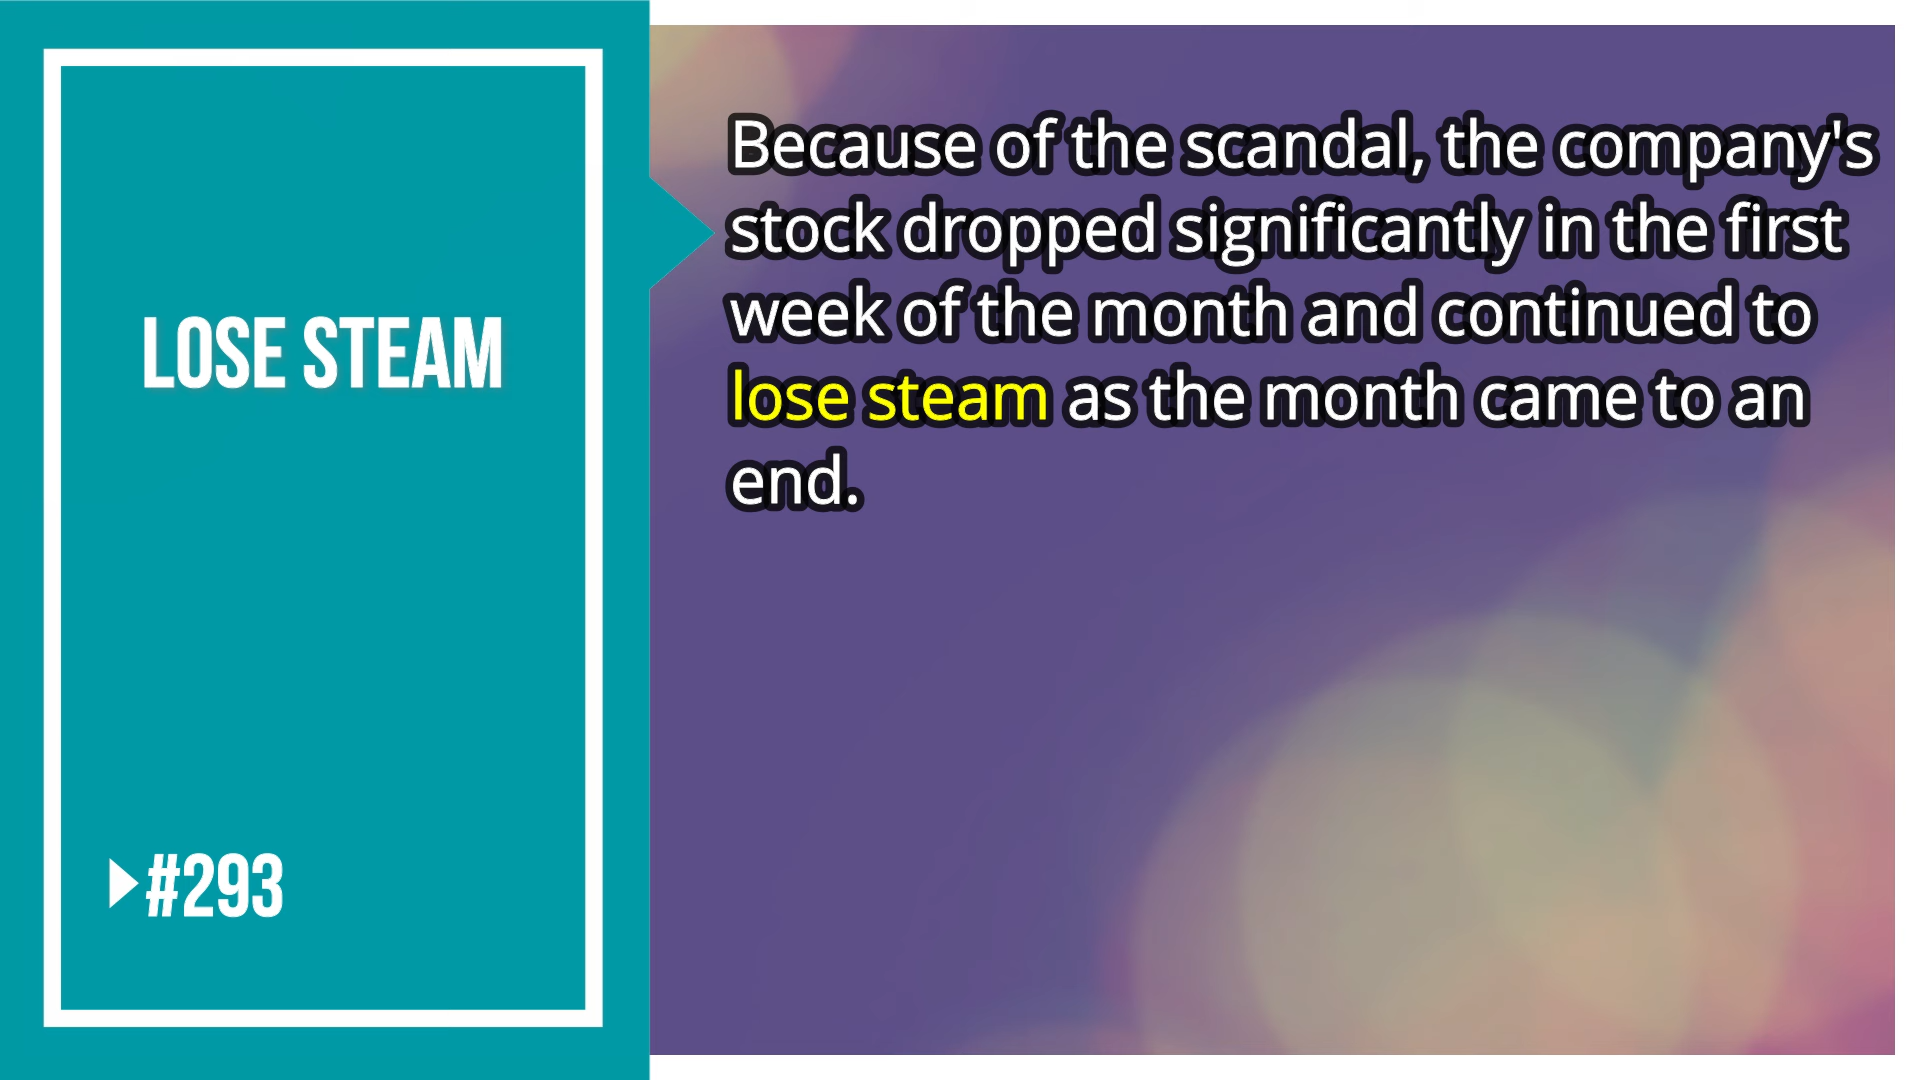 LOSE STEAM
#293
Because of the scandal, the company's
stock dropped significantly in the first
week of the month and continued to
lose steam as the month came to an
end.